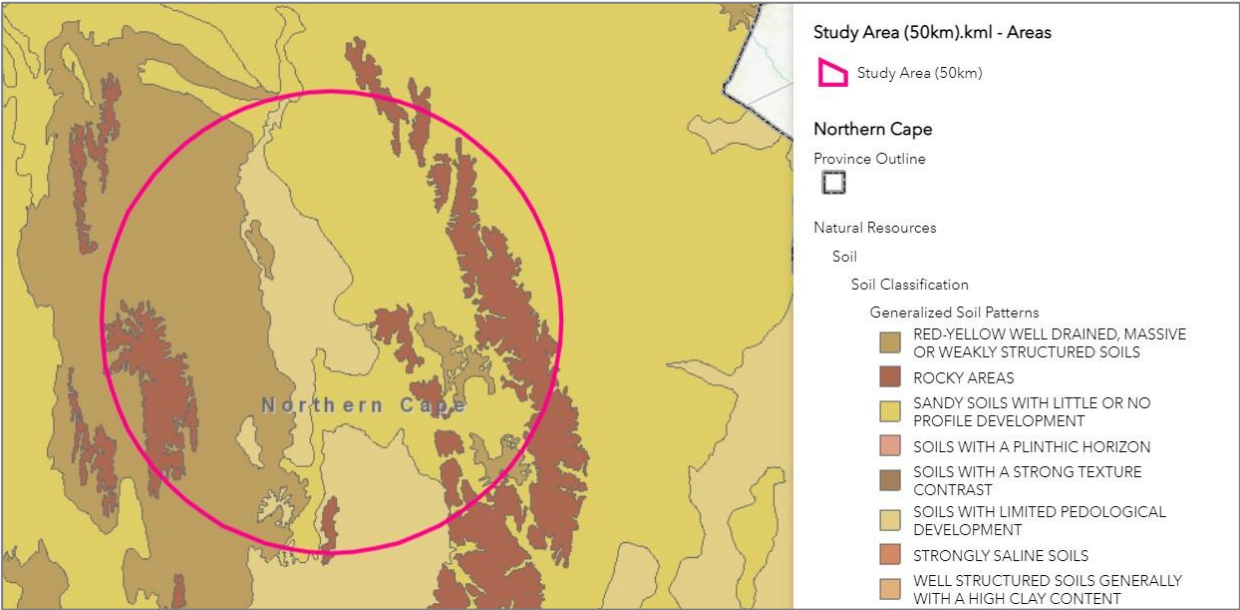 Northern Cape
Study Area (50km).kml - Areas
Study Area (50km)
Northern Cape
Province Outline
Natural Resources
Soil
Soil Classification
Generalized Soil Patterns
RED-YELLOW WELL DRAINED, MASSIVE
OR WEAKLY STRUCTURED SOILS
ROCKY AREAS
SANDY SOILS WITH LITTLE OR NO
PROFILE DEVELOPMENT
SOILS WITH A PLINTHIC HORIZON
SOILS WITH A STRONG TEXTURE
CONTRAST
SOILS WITH LIMITED PEDOLOGICAL
DEVELOPMENT
STRONGLY SALINE SOILS
WELL STRUCTURED SOILS GENERALLY
WITH A HIGH CLAY CONTENT